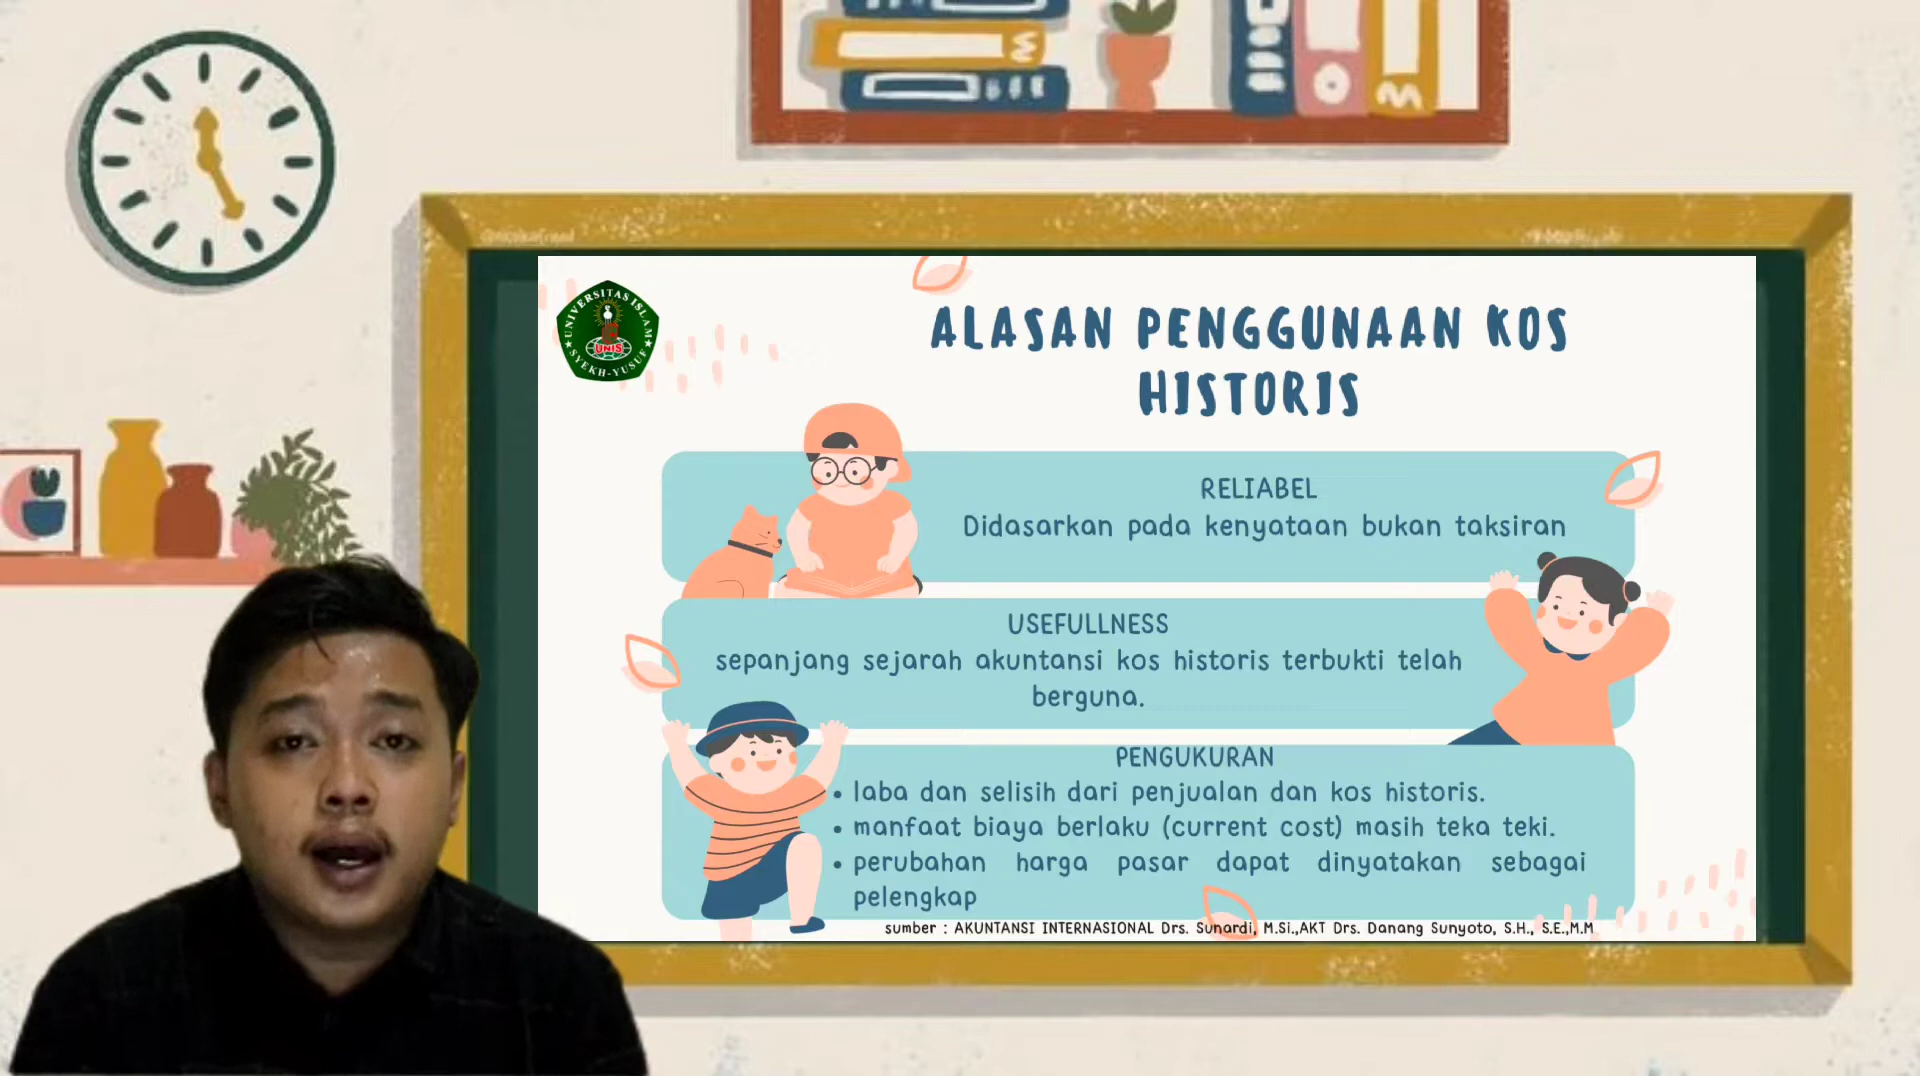 UNIVERSITAS ISLAM
UNIS
SYEKH-YUSUF
ALASAN PENGGUNAAN KOS
HISTORIS
RELIABEL
Didasarkan pada kenyataan bukan taksiran
USEFULLNESS
sepanjang sejarah akuntansi kos historis terbukti telah
berguna.
PENGUKURAN
• laba dan selisih dari penjualan dan kos historis.
• manfaat biaya berlaku (current cost) masih teka teki.
• perubahan harga pasar dapat dinyatakan sebagai
pelengkap
sumber : AKUNTANSI INTERNASIONAL Drs. Sunardi, M.Si.,AKT Drs. Danang Sunyoto, S.H., S.E.,M.M